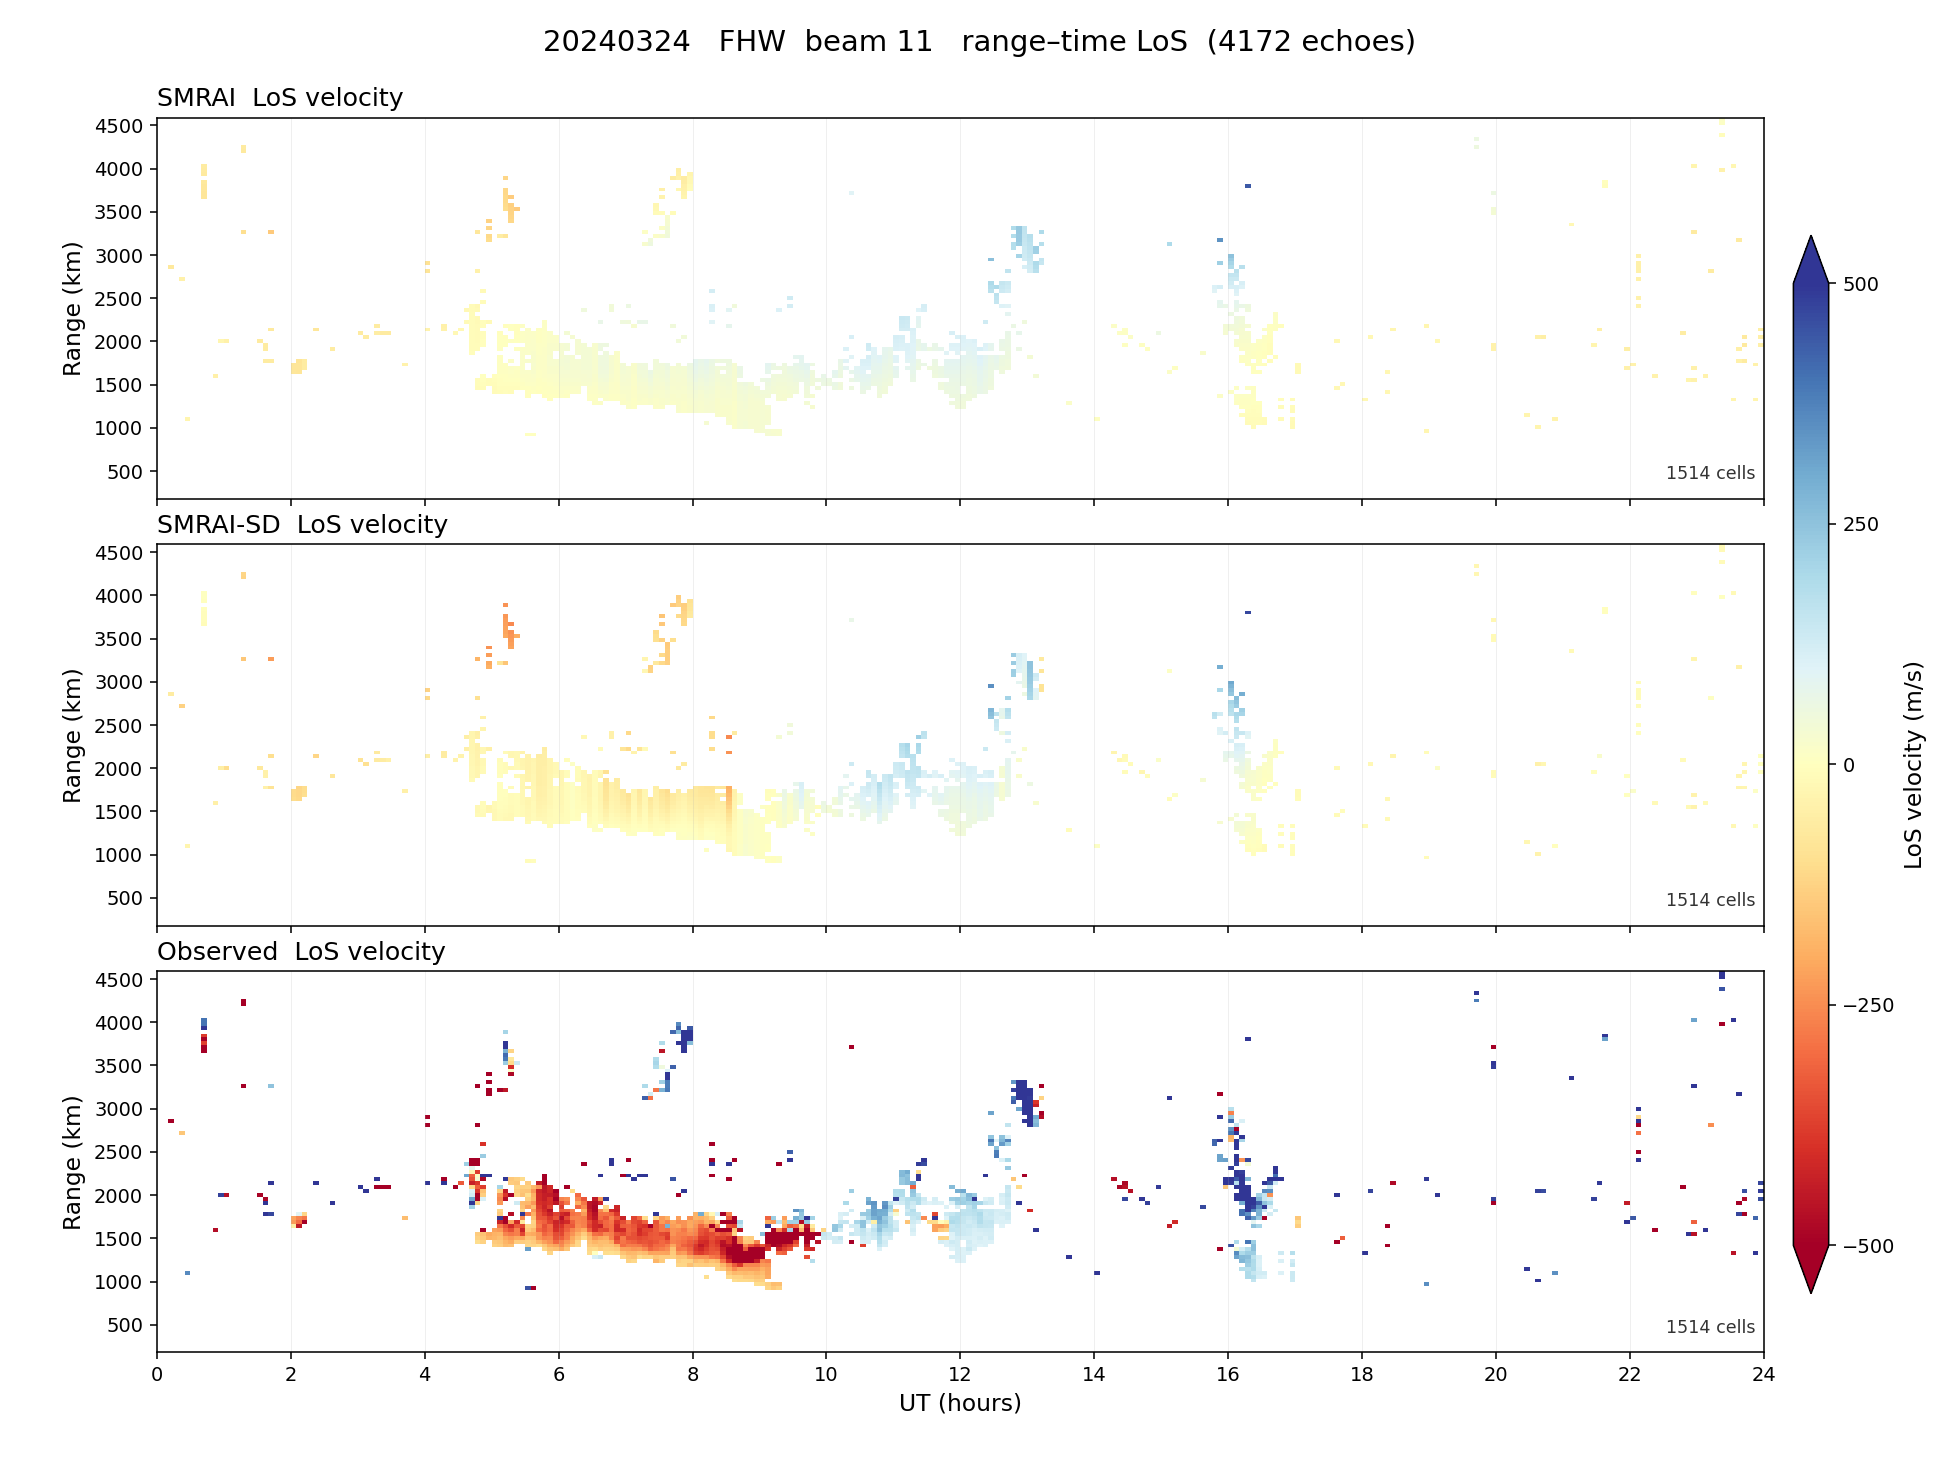 20240324   FHW  beam 11   range–time LoS  (4172 echoes)
SMRAI  LoS velocity
4500
4000
3500
3000
2500
2000
1500
1000
500
Range (km)
1514 cells
SMRAI-SD  LoS velocity
4500
4000
3500
3000
2500
2000
1500
1000
500
Range (km)
1514 cells
Observed  LoS velocity
4500
4000
3500
3000
2500
2000
1500
1000
500
Range (km)
1514 cells
0 2 4 6 8 10 12 14 16 18 20 22 24
UT (hours)
500
250
0
−250
−500
LoS velocity (m/s)